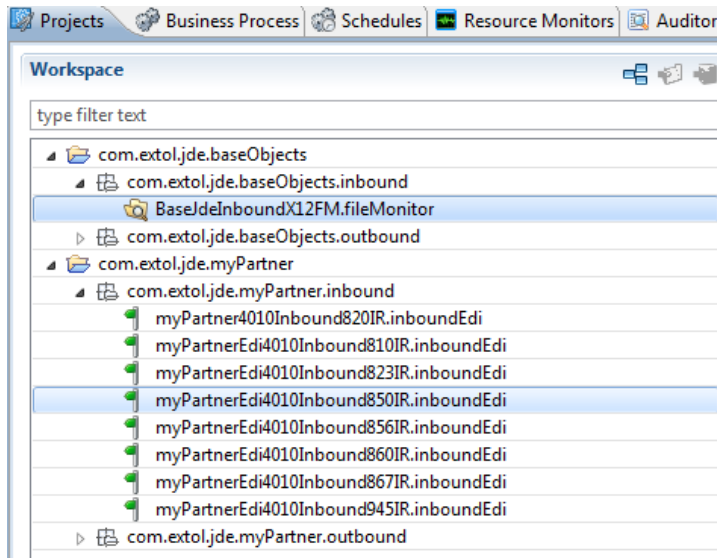 Projects Business Process Schedules Resource Monitors Auditor
Workspace
type filter text
com.extol.jde.baseObjects
com.extol.jde.baseObjects.inbound
BaseJdeInboundX12FM.fileMonitor
com.extol.jde.baseObjects.outbound
com.extol.jde.myPartner
com.extol.jde.myPartner.inbound
myPartner4010Inbound820IR.inboundEdi
myPartnerEdi4010Inbound810IR.inboundEdi
myPartnerEdi4010Inbound823IR.inboundEdi
myPartnerEdi4010Inbound850IR.inboundEdi
myPartnerEdi4010Inbound856IR.inboundEdi
myPartnerEdi4010Inbound860IR.inboundEdi
myPartnerEdi4010Inbound867IR.inboundEdi
myPartnerEdi4010Inbound945IR.inboundEdi
com.extol.jde.myPartner.outbound